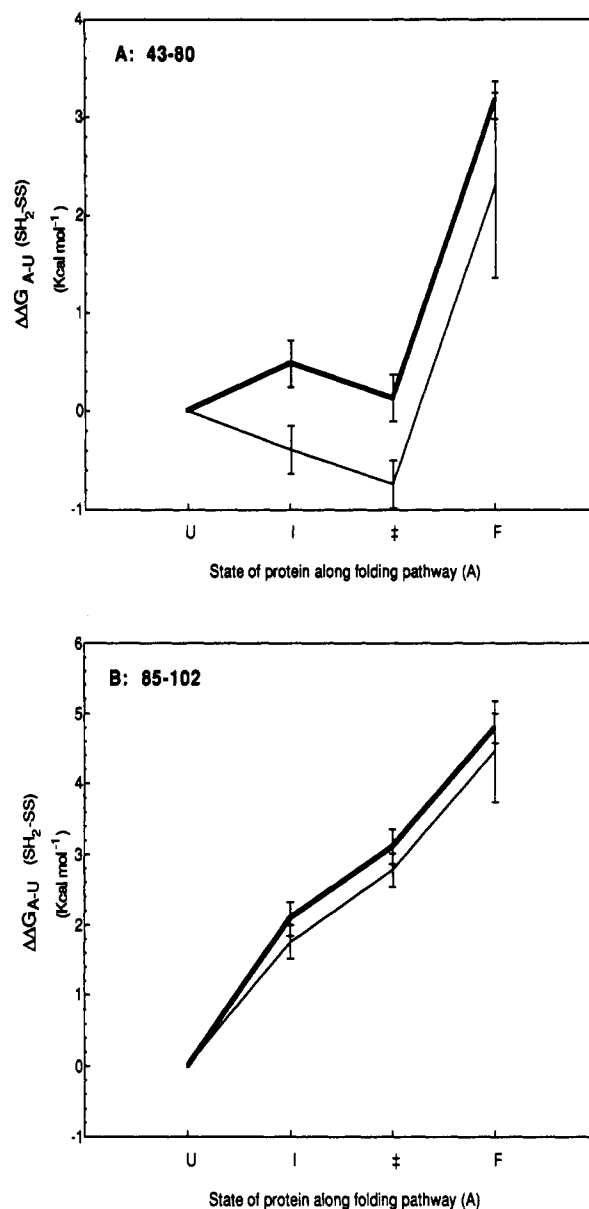 A: 43-80
4
3
2
1
0
-1
ΔΔG A-U (SH₂-SS)
(Kcal mol⁻¹)
U I ‡ F
State of protein along folding pathway (A)
B: 85-102
6
5
4
3
2
1
0
-1
ΔΔG A-U (SH₂-SS)
(Kcal mol⁻¹)
U I ‡ F
State of protein along folding pathway (A)